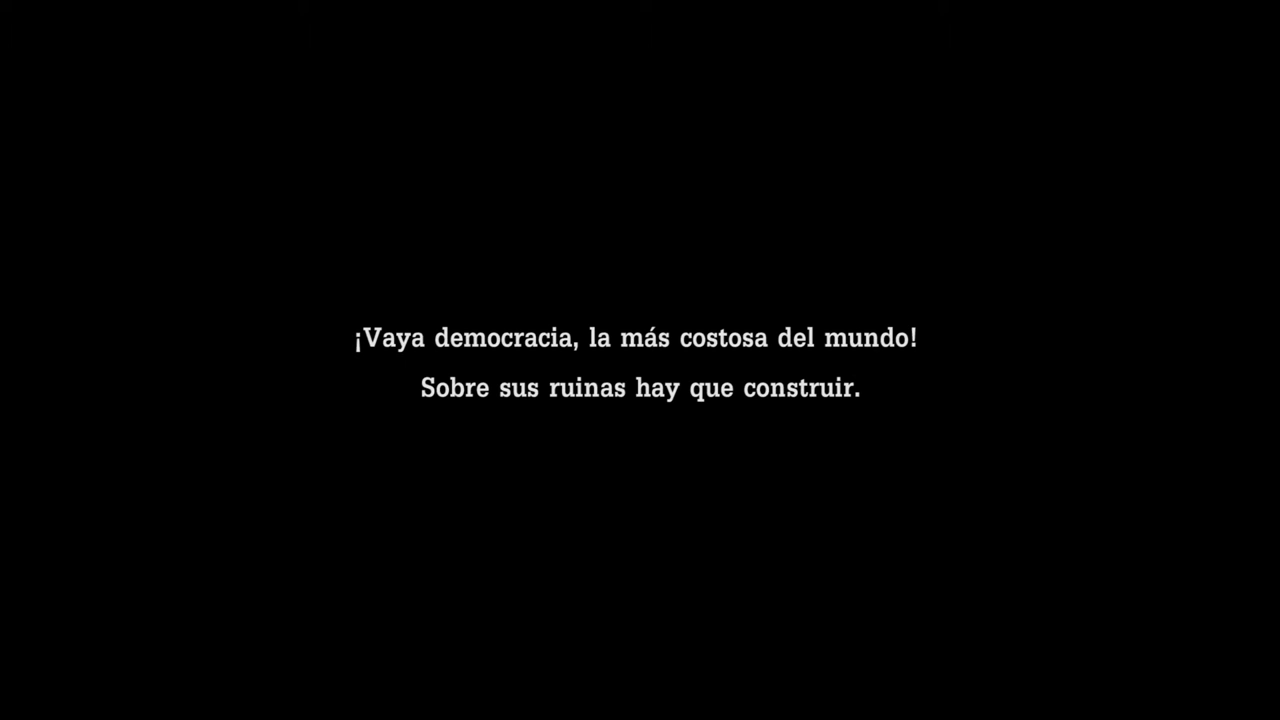 ¡Vaya democracia, la más costosa del mundo!
Sobre sus ruinas hay que construir.